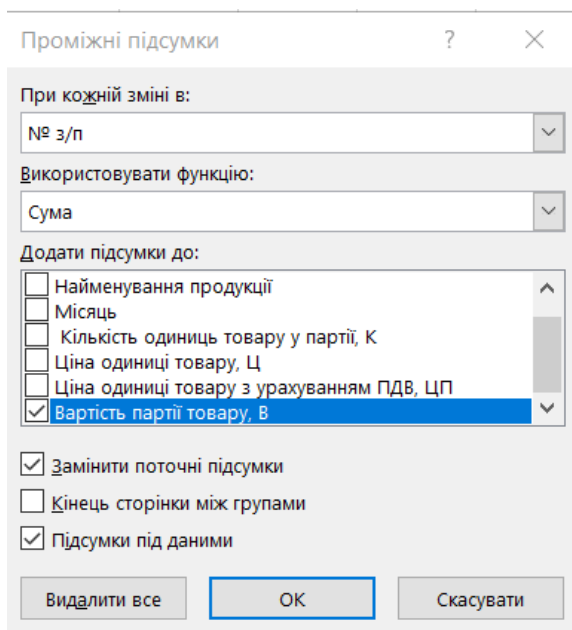 Проміжні підсумки ? ×
При кожній зміні в:
№ з/п
Використовувати функцію:
Сума
Додати підсумки до:
Найменування продукції
Місяць
Кількість одиниць товару у партії, К
Ціна одиниці товару, Ц
Ціна одиниці товару з урахуванням ПДВ, ЦП
Вартість партії товару, В
Замінити поточні підсумки
Кінець сторінки між групами
Підсумки під даними
Видалити все ОК Скасувати